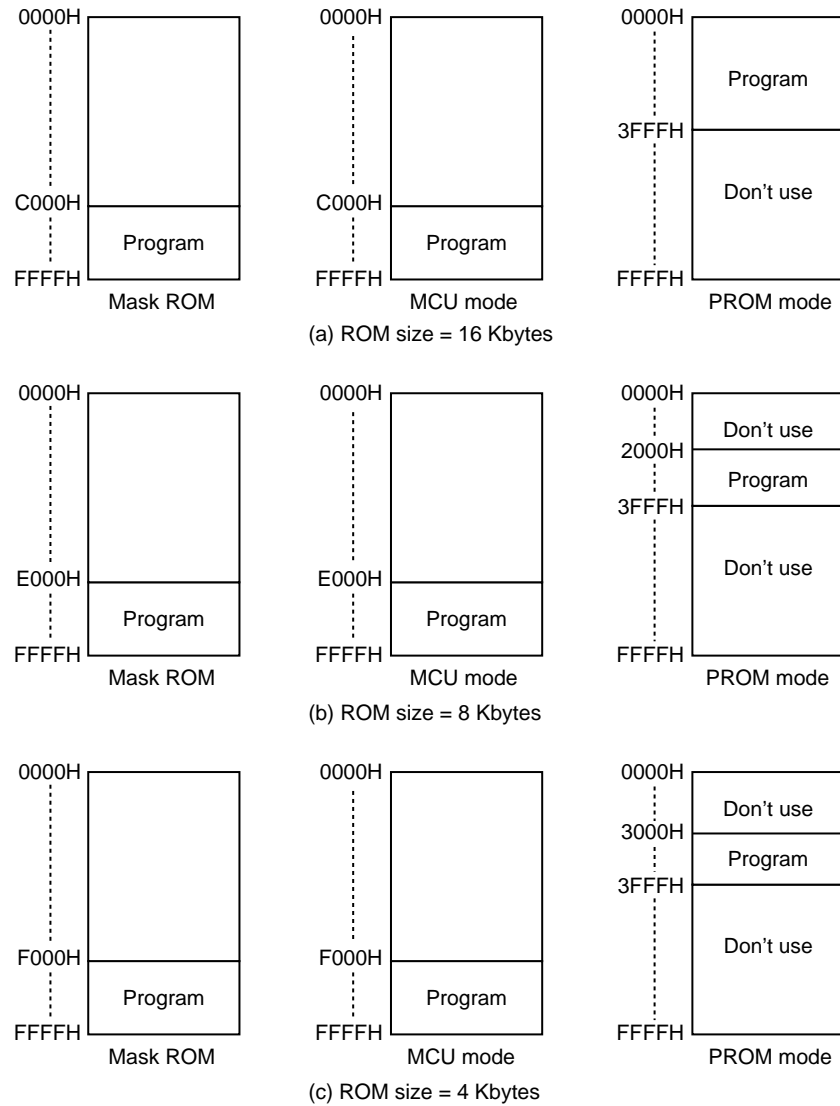 0000H
C000H
Program
FFFFH
Mask ROM
0000H
C000H
Program
FFFFH
MCU mode
0000H
Program
3FFFH
Don't use
FFFFH
PROM mode
(a) ROM size = 16 Kbytes
0000H
E000H
Program
FFFFH
Mask ROM
0000H
E000H
Program
FFFFH
MCU mode
0000H
Don't use
2000H
Program
3FFFH
Don't use
FFFFH
PROM mode
(b) ROM size = 8 Kbytes
0000H
F000H
Program
FFFFH
Mask ROM
0000H
F000H
Program
FFFFH
MCU mode
0000H
Don't use
3000H
Program
3FFFH
Don't use
FFFFH
PROM mode
(c) ROM size = 4 Kbytes